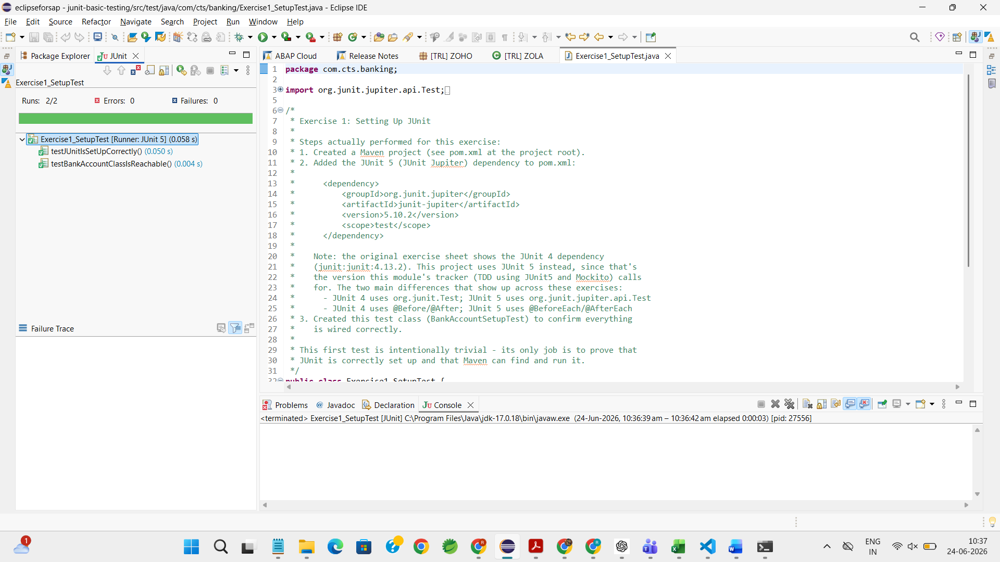 eclipseforsap - junit-basic-testing/src/test/java/com/cts/banking/Exercise1_SetupTest.java - Eclipse IDE
File Edit Source Refactor Navigate Search Project Run Window Help
Package Explorer JUnit
Exercise1_SetupTest
Runs: 2/2 Errors: 0 Failures: 0
Exercise1_SetupTest [Runner: JUnit 5] (0.058 s)
testJUnitIsSetUpCorrectly() (0.050 s)
testBankAccountClassIsReachable() (0.004 s)
Failure Trace
ABAP Cloud Release Notes [TRL] ZOHO [TRL] ZOLA Exercise1_SetupTest.java
1 package com.cts.banking;
2
3 import org.junit.jupiter.api.Test;
5
6 /*
7 * Exercise 1: Setting Up JUnit
8 *
9 * Steps actually performed for this exercise:
10 * 1. Created a Maven project (see pom.xml at the project root).
11 * 2. Added the JUnit 5 (JUnit Jupiter) dependency to pom.xml:
12 *
13 * <dependency>
14 * <groupId>org.junit.jupiter</groupId>
15 * <artifactId>junit-jupiter</artifactId>
16 * <version>5.10.2</version>
17 * <scope>test</scope>
18 * </dependency>
19 *
20 * Note: the original exercise sheet shows the JUnit 4 dependency
21 * (junit:junit:4.13.2). This project uses JUnit 5 instead, since that's
22 * the version this module's tracker (TDD using JUnit5 and Mockito) calls
23 * for. The two main differences that show up across these exercises:
24 * - JUnit 4 uses org.junit.Test; JUnit 5 uses org.junit.jupiter.api.Test
25 * - JUnit 4 uses @Before/@After; JUnit 5 uses @BeforeEach/@AfterEach
26 * 3. Created this test class (BankAccountSetupTest) to confirm everything
27 * is wired correctly.
28 *
29 * This first test is intentionally trivial - its only job is to prove that
30 * JUnit is correctly set up and that Maven can find and run it.
31 */
32 public class Exercise1_SetupTest {
Problems Javadoc Declaration Console
<terminated> Exercise1_SetupTest [JUnit] C:\Program Files\Java\jdk-17.0.18\bin\javaw.exe (24-Jun-2026, 10:36:39 am – 10:36:42 am elapsed 0:00:03) [pid: 27556]
1
ENG
IN
10:37
24-06-2026